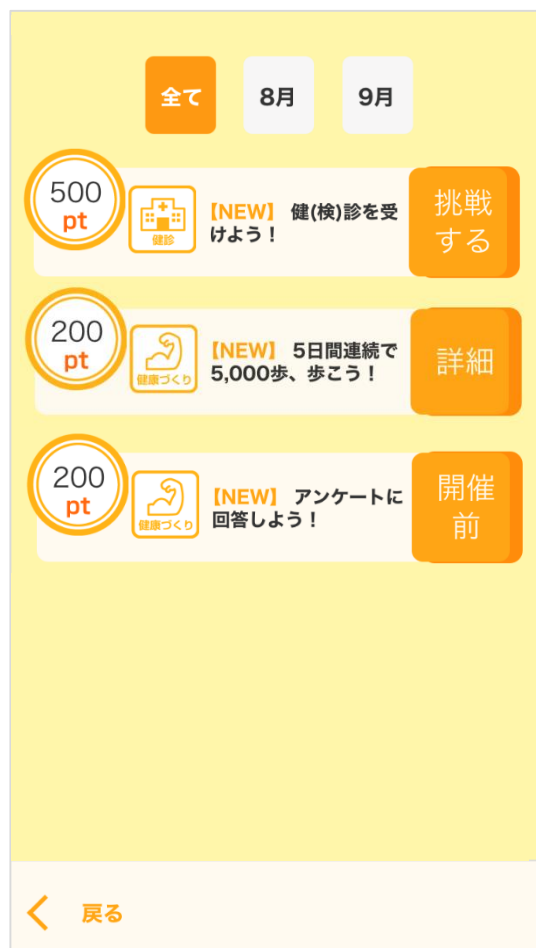 全て 8月 9月
500
pt
健診
【NEW】 健(検)診を受
けよう！
挑戦
する
200
pt
健康づくり
【NEW】 5日間連続で
5,000歩、歩こう！
詳細
200
pt
健康づくり
【NEW】 アンケートに
回答しよう！
開催
前
戻る